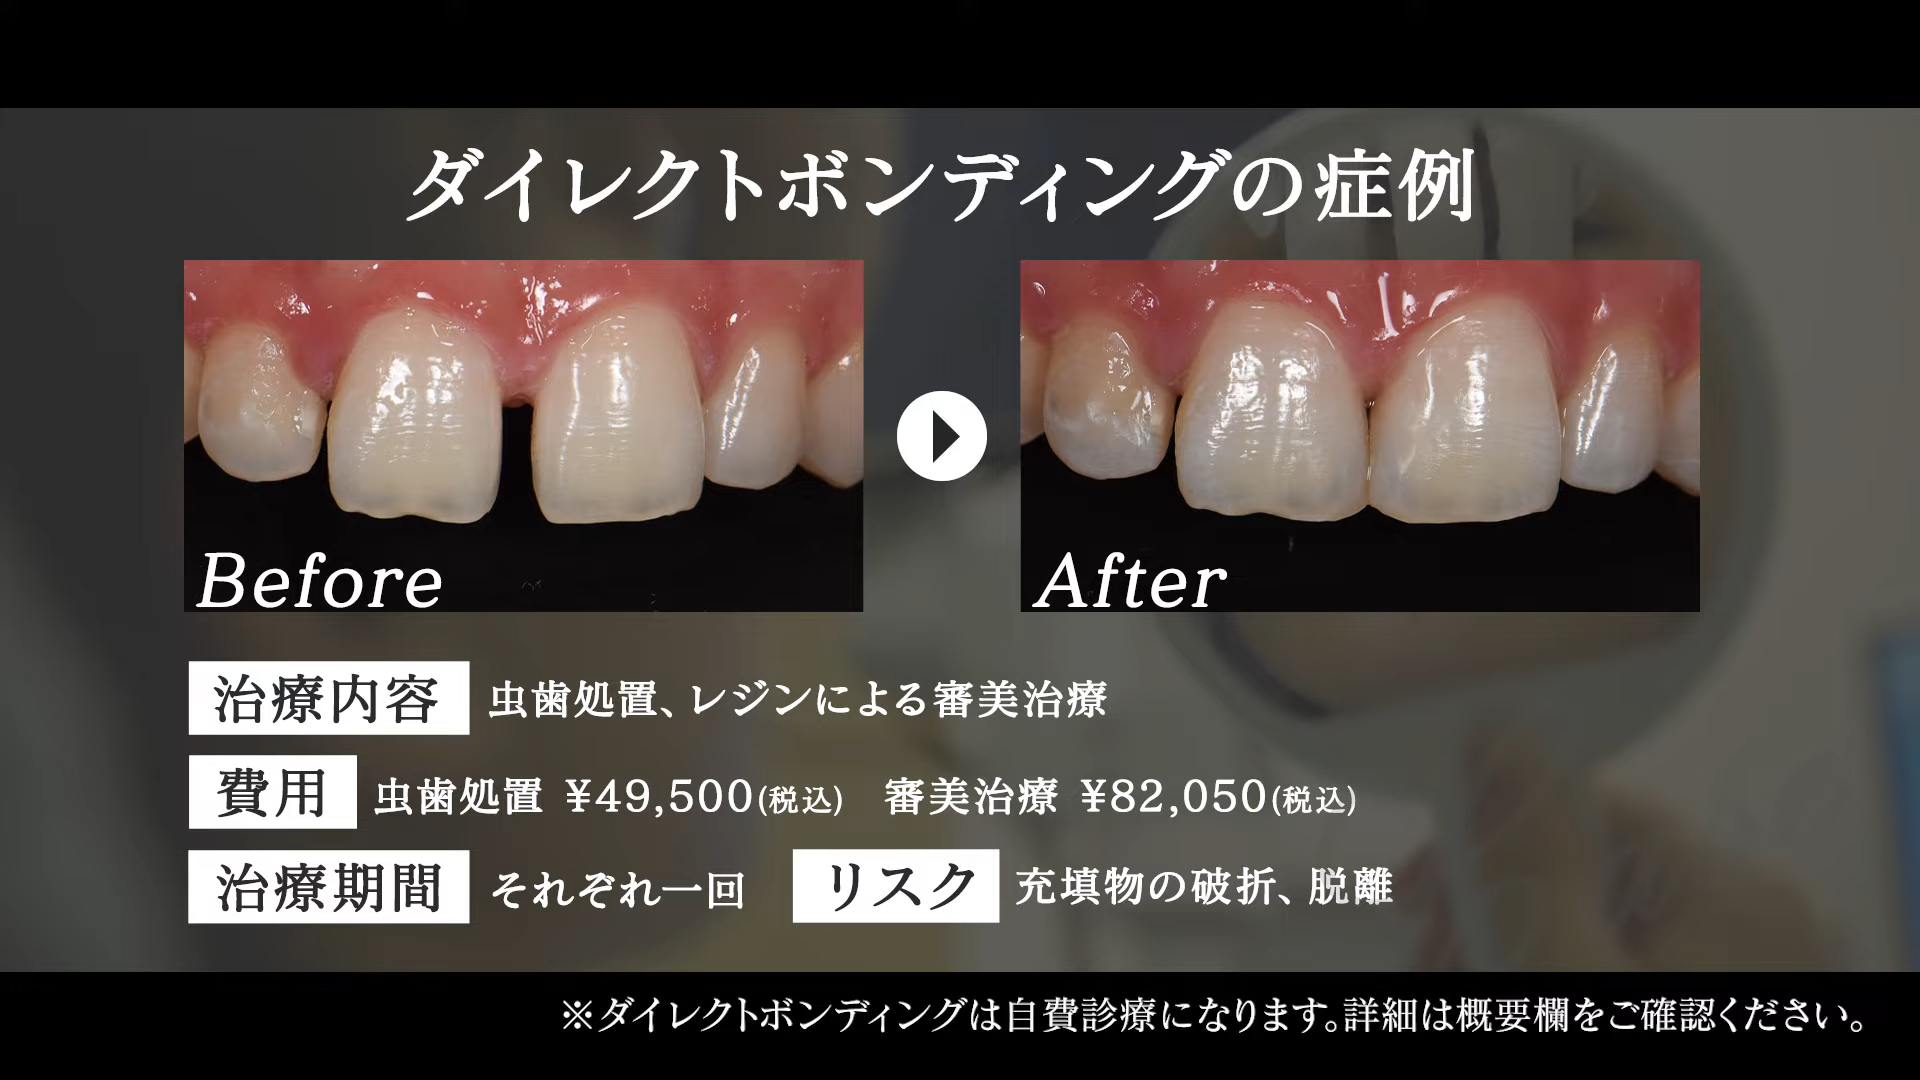 ダイレクトボンディングの症例
Before
After
治療内容 虫歯処置、レジンによる審美治療
費用 虫歯処置 ¥49,500(税込) 審美治療 ¥82,050(税込)
治療期間 それぞれ一回 リスク 充填物の破折、脱離
※ダイレクトボンディングは自費診療になります。詳細は概要欄をご確認ください。